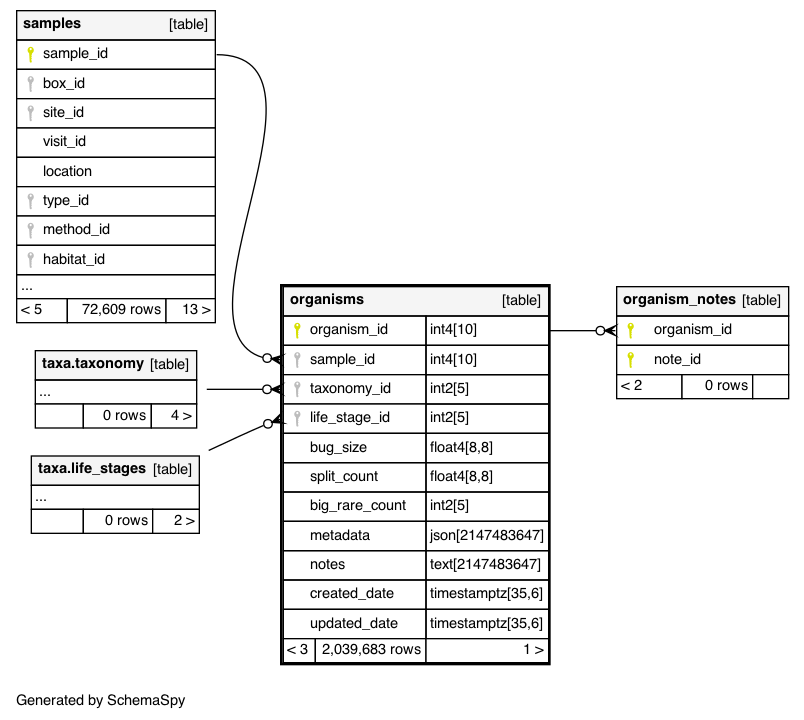 samples [table]
sample_id
box_id
site_id
visit_id
location
type_id
method_id
habitat_id
...
< 5 72,609 rows 13 >
taxa.taxonomy [table]
...
0 rows 4 >
taxa.life_stages [table]
...
0 rows 2 >
organisms [table]
organism_id int4[10]
sample_id int4[10]
taxonomy_id int2[5]
life_stage_id int2[5]
bug_size float4[8,8]
split_count float4[8,8]
big_rare_count int2[5]
metadata json[2147483647]
notes text[2147483647]
created_date timestamptz[35,6]
updated_date timestamptz[35,6]
< 3 2,039,683 rows 1 >
organism_notes [table]
organism_id
note_id
< 2 0 rows
Generated by SchemaSpy